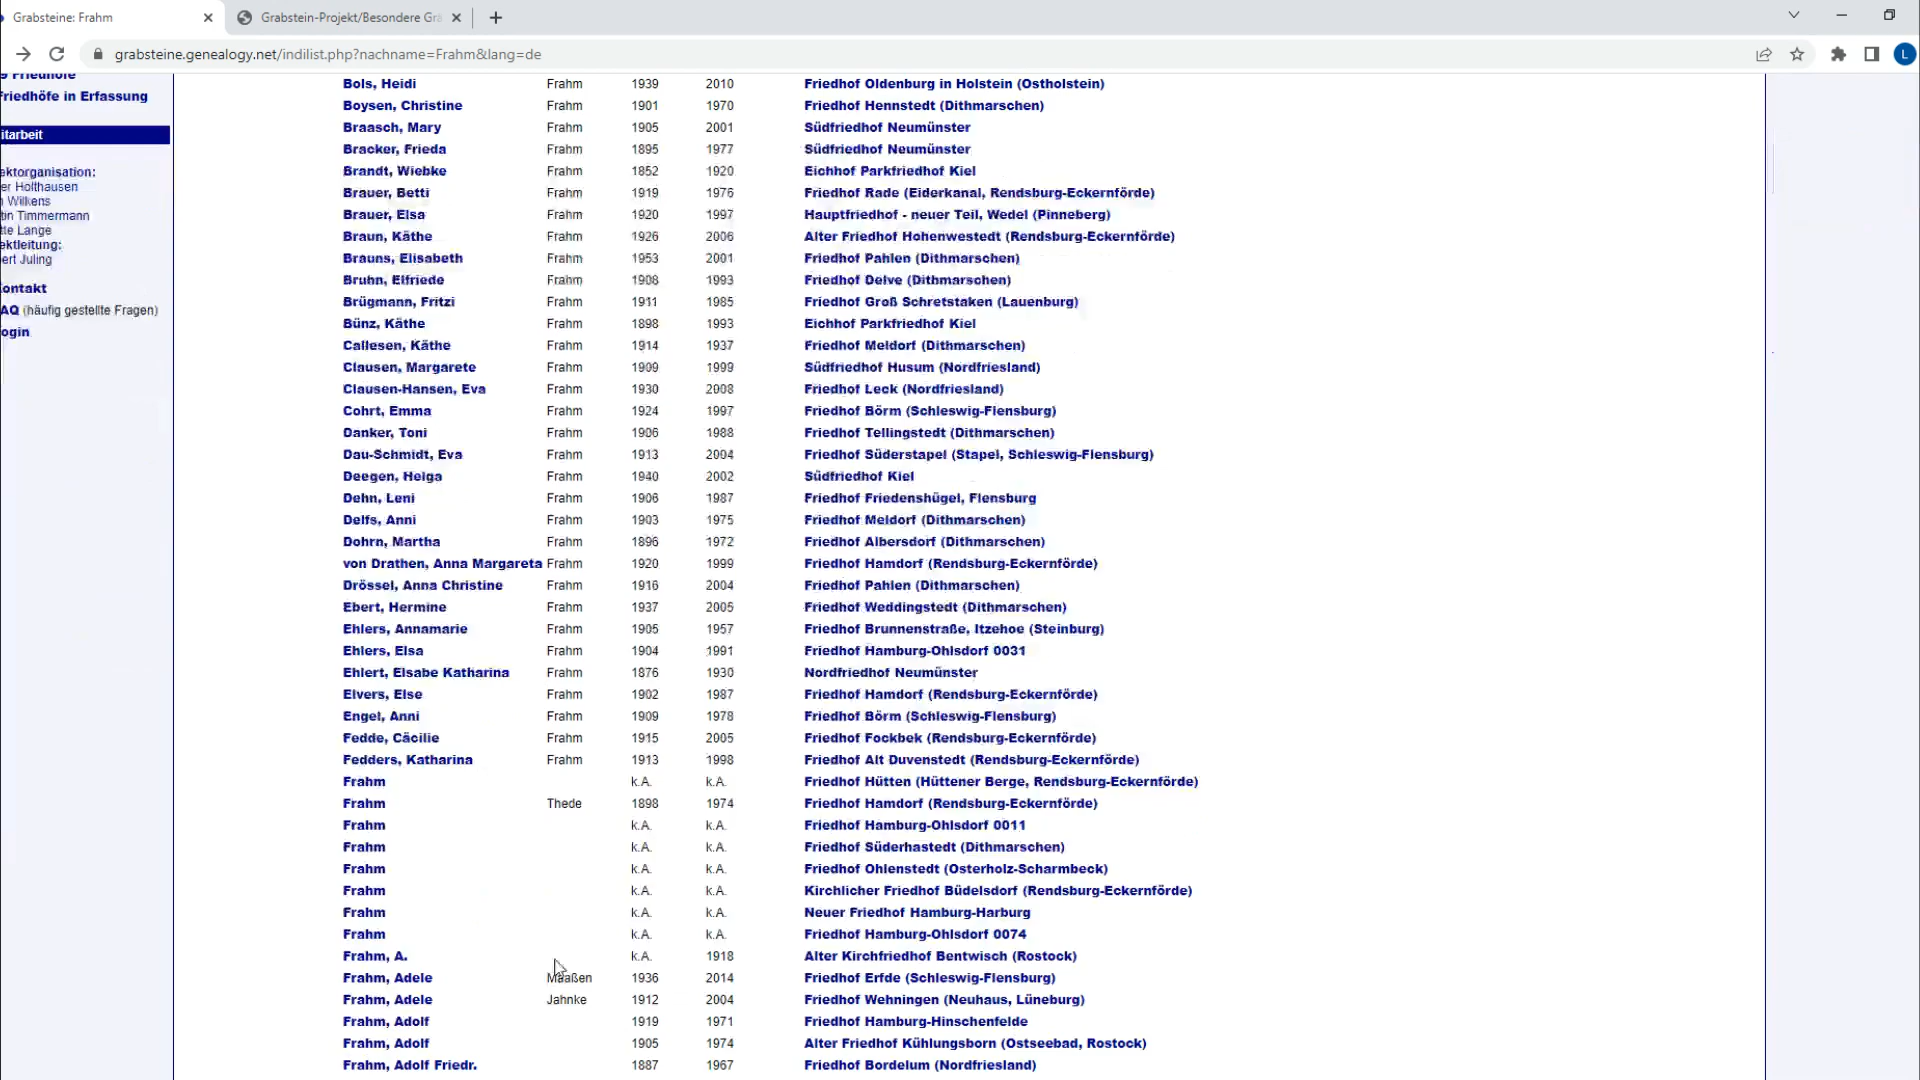 Grabsteine: Frahm
Grabstein-Projekt/Besondere Gra
grabsteine.genealogy.net/indilist.php?nachname=Frahm&lang=de
L
9 Friedhöfe
Friedhöfe in Erfassung
itarbeit
ektorganisation:
er Holthausen
n Wilkens
tin Timmermann
tte Lange
ektleitung:
ert Juling
ontakt
AQ (häufig gestellte Fragen)
ogin
Bols, Heidi Frahm 1939 2010 Friedhof Oldenburg in Holstein (Ostholstein)
Boysen, Christine Frahm 1901 1970 Friedhof Hennstedt (Dithmarschen)
Braasch, Mary Frahm 1905 2001 Südfriedhof Neumünster
Bracker, Frieda Frahm 1895 1977 Südfriedhof Neumünster
Brandt, Wiebke Frahm 1852 1920 Eichhof Parkfriedhof Kiel
Brauer, Betti Frahm 1919 1976 Friedhof Rade (Eiderkanal, Rendsburg-Eckernförde)
Brauer, Elsa Frahm 1920 1997 Hauptfriedhof - neuer Teil, Wedel (Pinneberg)
Braun, Käthe Frahm 1926 2006 Alter Friedhof Hohenwestedt (Rendsburg-Eckernförde)
Brauns, Elisabeth Frahm 1953 2001 Friedhof Pahlen (Dithmarschen)
Bruhn, Elfriede Frahm 1908 1993 Friedhof Delve (Dithmarschen)
Brügmann, Fritzi Frahm 1911 1985 Friedhof Groß Schretstaken (Lauenburg)
Bünz, Käthe Frahm 1898 1993 Eichhof Parkfriedhof Kiel
Callesen, Käthe Frahm 1914 1937 Friedhof Meldorf (Dithmarschen)
Clausen, Margarete Frahm 1909 1999 Südfriedhof Husum (Nordfriesland)
Clausen-Hansen, Eva Frahm 1930 2008 Friedhof Leck (Nordfriesland)
Cohrt, Emma Frahm 1924 1997 Friedhof Börm (Schleswig-Flensburg)
Danker, Toni Frahm 1906 1988 Friedhof Tellingstedt (Dithmarschen)
Dau-Schmidt, Eva Frahm 1913 2004 Friedhof Süderstapel (Stapel, Schleswig-Flensburg)
Deegen, Helga Frahm 1940 2002 Südfriedhof Kiel
Dehn, Leni Frahm 1906 1987 Friedhof Friedenshügel, Flensburg
Delfs, Anni Frahm 1903 1975 Friedhof Meldorf (Dithmarschen)
Dohrn, Martha Frahm 1896 1972 Friedhof Albersdorf (Dithmarschen)
von Drathen, Anna Margareta Frahm 1920 1999 Friedhof Hamdorf (Rendsburg-Eckernförde)
Drössel, Anna Christine Frahm 1916 2004 Friedhof Pahlen (Dithmarschen)
Ebert, Hermine Frahm 1937 2005 Friedhof Weddingstedt (Dithmarschen)
Ehlers, Annamarie Frahm 1905 1957 Friedhof Brunnenstraße, Itzehoe (Steinburg)
Ehlers, Elsa Frahm 1904 1991 Friedhof Hamburg-Ohlsdorf 0031
Ehlert, Elsabe Katharina Frahm 1876 1930 Nordfriedhof Neumünster
Elvers, Else Frahm 1902 1987 Friedhof Hamdorf (Rendsburg-Eckernförde)
Engel, Anni Frahm 1909 1978 Friedhof Börm (Schleswig-Flensburg)
Fedde, Cäcilie Frahm 1915 2005 Friedhof Fockbek (Rendsburg-Eckernförde)
Fedders, Katharina Frahm 1913 1998 Friedhof Alt Duvenstedt (Rendsburg-Eckernförde)
Frahm k.A. k.A. Friedhof Hütten (Hüttener Berge, Rendsburg-Eckernförde)
Frahm Thede 1898 1974 Friedhof Hamdorf (Rendsburg-Eckernförde)
Frahm k.A. k.A. Friedhof Hamburg-Ohlsdorf 0011
Frahm k.A. k.A. Friedhof Süderhastedt (Dithmarschen)
Frahm k.A. k.A. Friedhof Ohlenstedt (Osterholz-Scharmbeck)
Frahm k.A. k.A. Kirchlicher Friedhof Büdelsdorf (Rendsburg-Eckernförde)
Frahm k.A. k.A. Neuer Friedhof Hamburg-Harburg
Frahm k.A. k.A. Friedhof Hamburg-Ohlsdorf 0074
Frahm, A. k.A. 1918 Alter Kirchfriedhof Bentwisch (Rostock)
Frahm, Adele Maaßen 1936 2014 Friedhof Erfde (Schleswig-Flensburg)
Frahm, Adele Jahnke 1912 2004 Friedhof Wehningen (Neuhaus, Lüneburg)
Frahm, Adolf 1919 1971 Friedhof Hamburg-Hinschenfelde
Frahm, Adolf 1905 1974 Alter Friedhof Kühlungsborn (Ostseebad, Rostock)
Frahm, Adolf Friedr. 1887 1967 Friedhof Bordelum (Nordfriesland)